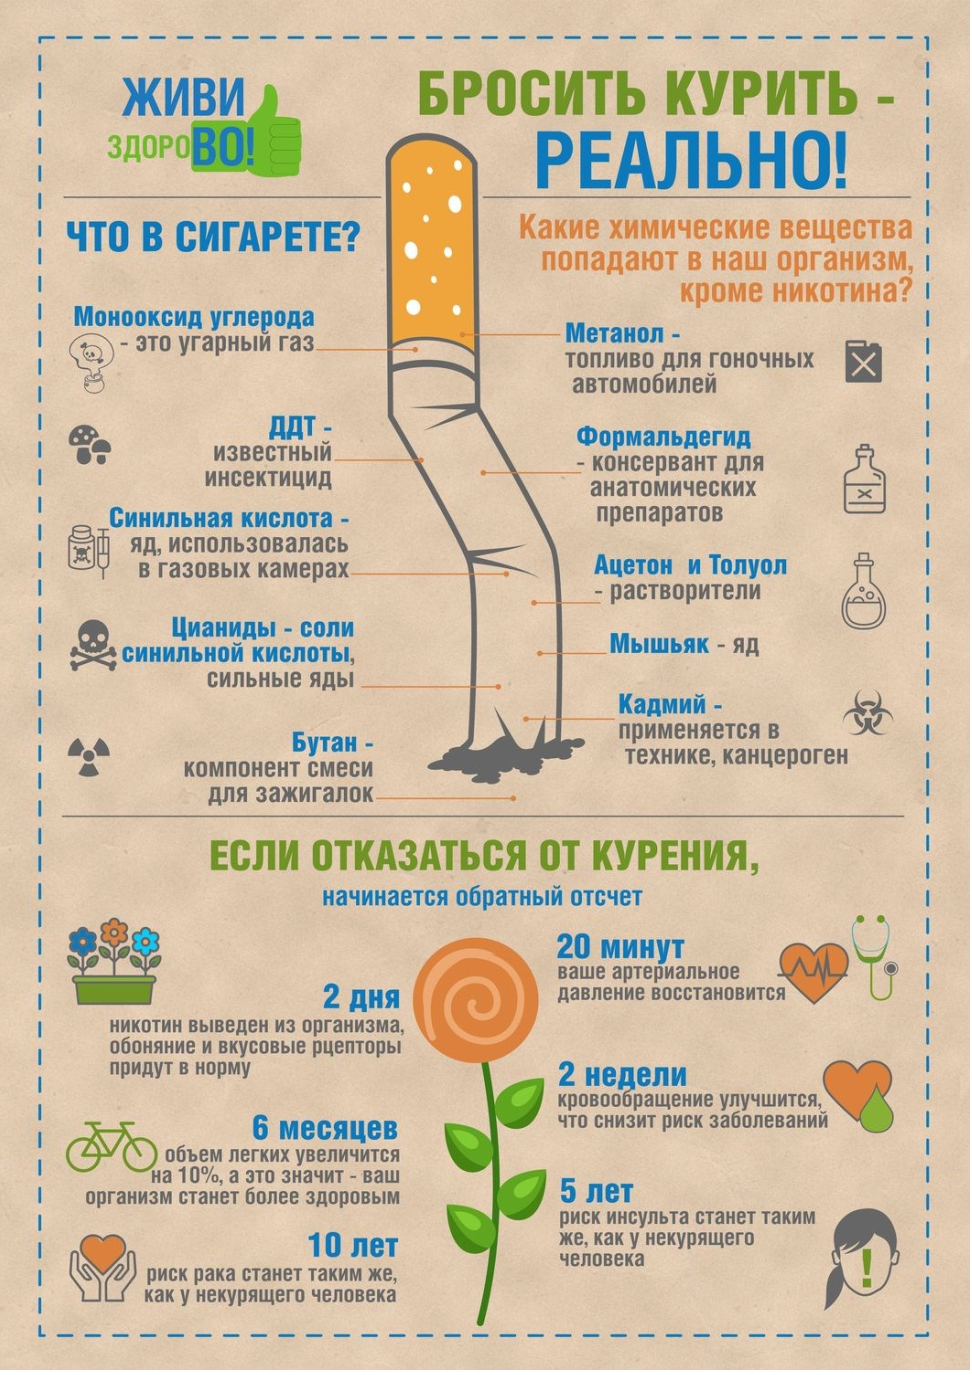 ЖИВИ
ЗДОРОВО!
БРОСИТЬ КУРИТЬ -
РЕАЛЬНО!
ЧТО В СИГАРЕТЕ?
Какие химические вещества
попадают в наш организм,
кроме никотина?
Монооксид углерода
- это угарный газ
ДДТ -
известный
инсектицид
Синильная кислота -
яд, использовалась
в газовых камерах
Цианиды - соли
синильной кислоты,
сильные яды
Бутан -
компонент смеси
для зажигалок
Метанол -
топливо для гоночных
автомобилей
Формальдегид
- консервант для
анатомических
препаратов
Ацетон и Толуол
- растворители
Мышьяк - яд
Кадмий -
применяется в
технике, канцероген
ЕСЛИ ОТКАЗАТЬСЯ ОТ КУРЕНИЯ,
начинается обратный отсчет
20 минут
ваше артериальное
давление восстановится
2 дня
никотин выведен из организма,
обоняние и вкусовые рцепторы
придут в норму
2 недели
кровообращение улучшится,
что снизит риск заболеваний
6 месяцев
объем легких увеличится
на 10%, а это значит - ваш
организм станет более здоровым
5 лет
риск инсульта станет таким
же, как у некурящего
человека
10 лет
риск рака станет таким же,
как у некурящего человека